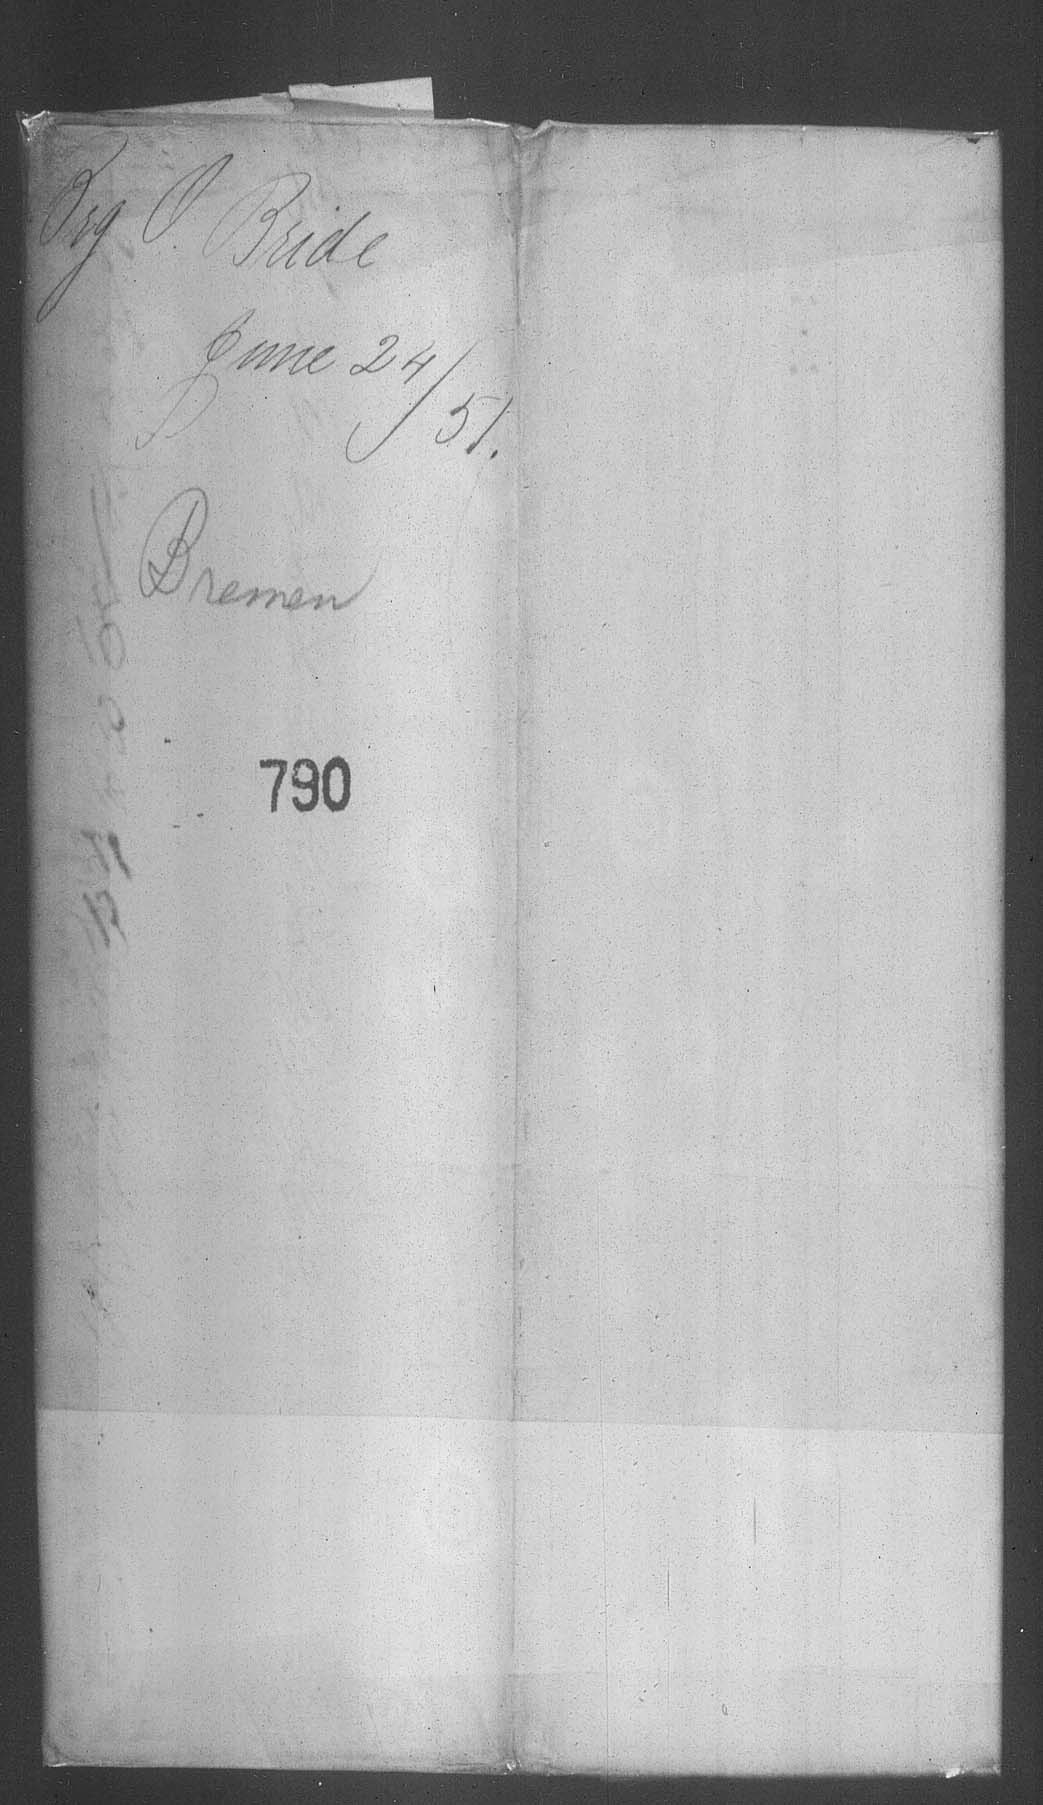 Brg O. Bride
June 24/51.
Bremen
790